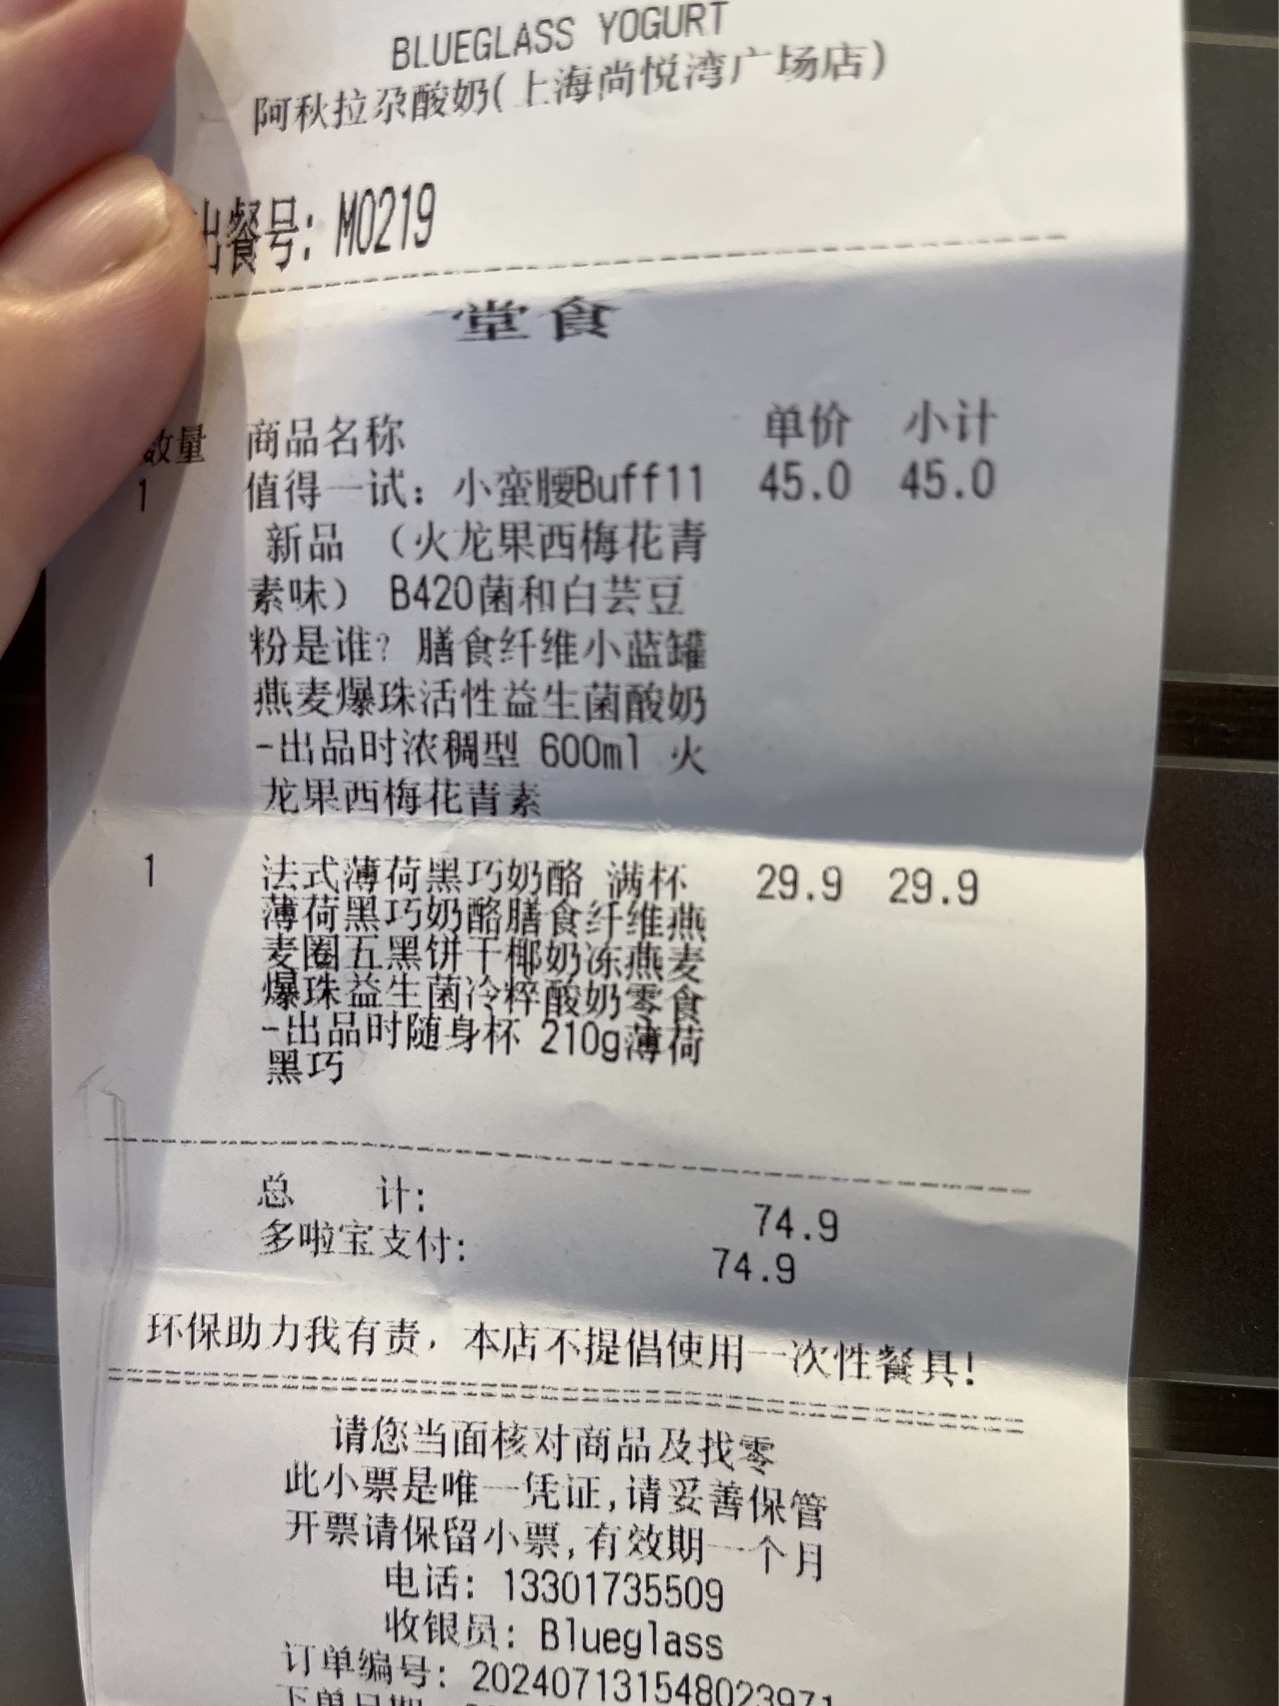 BLUEGLASS YOGURT
阿秋拉尕酸奶(上海尚悦湾广场店)
出餐号: M0219
堂食
数量 商品名称 单价 小计
1 值得一试: 小蛮腰Buff11 45.0 45.0
新品 (火龙果西梅花青
素味) B420菌和白芸豆
粉是谁? 膳食纤维小蓝罐
燕麦爆珠活性益生菌酸奶
-出品时浓稠型 600ml 火
龙果西梅花青素
1 法式薄荷黑巧奶酪 满杯 29.9 29.9
薄荷黑巧奶酪膳食纤维燕
麦圈五黑饼干椰奶冻燕麦
爆珠益生菌冷粹酸奶零食
-出品时随身杯 210g薄荷
黑巧
总 计: 74.9
多啦宝支付: 74.9
环保助力我有责, 本店不提倡使用一次性餐具!
请您当面核对商品及找零
此小票是唯一凭证,请妥善保管
开票请保留小票,有效期一个月
电话: 13301735509
收银员: Blueglass
订单编号: 202407131548023971
下单日期: